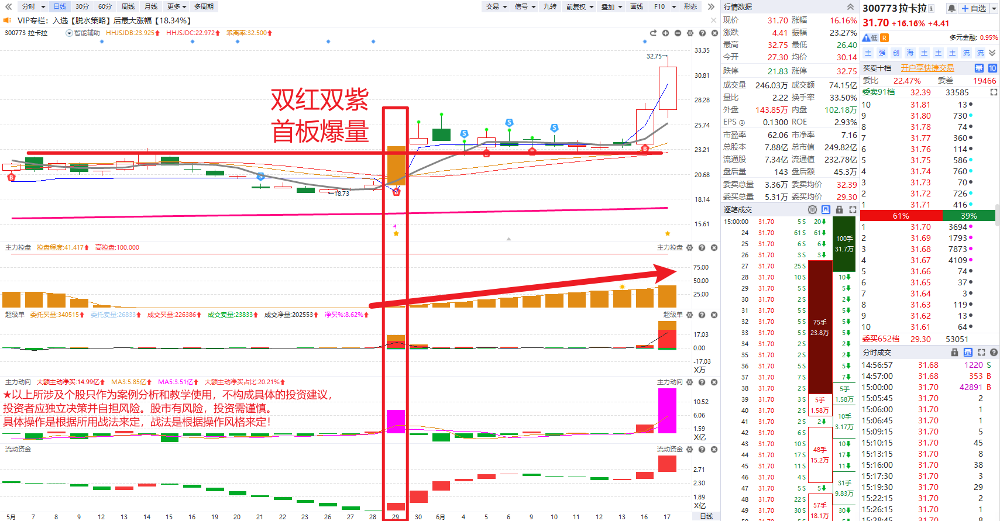 分时 日线 30分 60分 周线 月线 更多 多周期 交易 信号 九转 前复权 叠加 画线 F10 形态
VIP专栏：入选【脱水策略】后最大涨幅【18.34%】
300773 拉卡拉 智能辅助 HHJSJDB:23.925 HHJSJDC:22.972 乖离率:32.500
32.75
33.35
30.81
28.28
25.74
23.21
20.68
18.14
15.61
双红双紫
首板爆量
18.73
主力控盘 控盘程度:41.417 高控盘:100.000 主力控盘
75.00
50.00
25.00
超级单 委托买量:340515 委托卖量:26833 成交买量:226386 成交卖量:23833 成交净量:202553 净买%:8.62% 超级单
17.03
0.00
-17.03
X万
主力动向 大额主动净买:14.99亿 MA3:5.85亿 MA5:3.51亿 大额主动净买占比:20.21% 主力动向
★以上所涉及个股只作为案例分析和教学使用，不构成具体的投资建议，
投资者应独立决策并自担风险。股市有风险，投资需谨慎。
具体操作是根据所用战法来定，战法是根据操作风格来定！
10.52
6.06
1.59
X亿
流动资金 流动资金
2.71
2.30
1.89
X亿
5月 7 8 9 12 13 14 15 16 19 20 21 22 23 26 27 28 29 30 6月 4 5 6 9 10 11 12 13 16 17 日线
行情数据
现价 31.70 涨幅 16.16%
涨跌 4.41 振幅 23.27%
最高 32.75 最低 26.40
今开 27.30 均价 30.14
跌停 21.83 涨停 32.75
成交量 246.03万 成交额 74.15亿
量比 2.22 换手率 33.50%
外盘 143.85万 内盘 102.18万
EPS 0.1300 ROE 2.93%
市盈率 62.06 市净率 7.16
总股本 7.88亿 总市值 249.82亿
流通股 7.34亿 流通值 232.78亿
盘后量 143 盘后额 45.3万
委卖总量 3.36万 委卖均价 32.39
委买总量 5.31万 委买均价 29.30
逐笔成交 量
15:00:00 31.70 5 S 20
24 31.70 61 S 61
25 31.70 6 S 6
26 31.70 3 S 3
27 31.70 25 S
28 31.70 10 S 10
29 31.70 5 S 5
30 31.70 2 S 2
31 31.70 5 S 5
32 31.70 5 S 5
33 31.70 5 S 5
34 31.70 2 S 2
35 31.70 2 S 2
36 31.70 5 S 5
37 31.70 7 S 7
38 31.70 2 S
39 31.70 3 S
40 31.70 2 S
41 31.70 2 S 2
42 31.70 6 S
43 31.70 10 S 10
44 31.70 17 S 17
45 31.70 11 S 11
46 31.70 4 S
47 31.70 5 S 5
48 31.70 22 S
49 31.70 30 S 30
100手
31.7万
75手
23.8万
5手
1.58万
5手
1.58万
10手
3.17万
48手
15.2万
31手
9.83万
57手
18.1万
300773 拉卡拉 自选
31.70 +16.16% +4.41
低 R 多元金融: 0.95%
主 强 创 海 主 主 主 流 流
买卖十档 开户享快捷交易 量 10
委比 22.47% 委差 19466
委卖91档 32.39 33585
10 31.81 13
9 31.80 730
8 31.78 74
7 31.77 360
6 31.76 114
5 31.75 586
4 31.74 760
3 31.73 70
2 31.72 726
1 31.71 416
61% 39%
1 31.70 3694
2 31.69 1793
3 31.68 7873
4 31.67 4109
5 31.66 74
6 31.65 37
7 31.64 3
8 31.63 119
9 31.62 13
10 31.61 64
委买652档 29.30 53051
分时成交 量
14:56:57 31.68 1220 S
14:57:00 31.68 353 B
15:00:00 31.70 42891 B
15:05:45 31.70 2
15:06:00 31.70 1
15:06:45 31.70 1
15:09:15 31.70 5
15:10:15 31.70 45
15:13:15 31.70 8
15:16:00 31.70 38
15:17:30 31.70 3
15:19:30 31.70 29
15:22:15 31.70 2
15:26:15 31.70 1
15:28:45 31.70 8